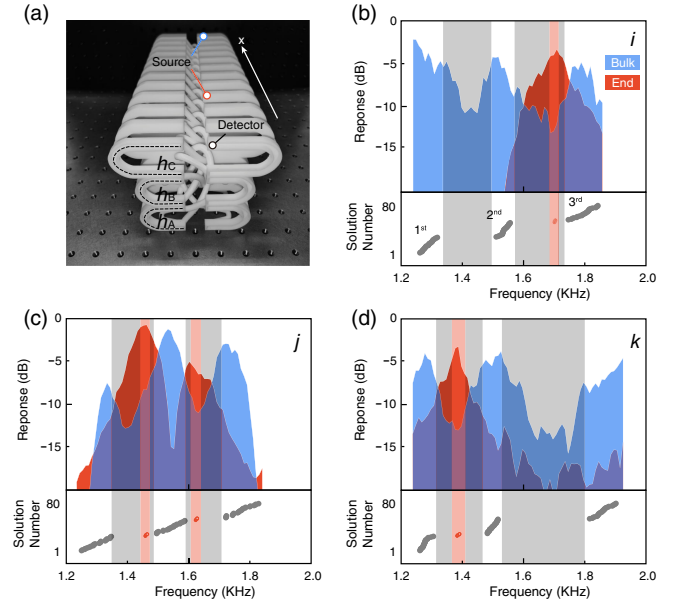 (a)
x
Source
Detector
hC
hB
hA
(b)
i
Bulk
End
Reponse (dB)
0
−5
−10
−15
Solution Number
80
1
1st
2nd
3rd
1.2 1.4 1.6 1.8 2.0
Frequency (KHz)
(c)
j
Reponse (dB)
0
−5
−10
−15
Solution Number
80
1
1.2 1.4 1.6 1.8 2.0
Frequency (KHz)
(d)
k
Reponse (dB)
0
−5
−10
−15
Solution Number
80
1
1.2 1.4 1.6 1.8 2.0
Frequency (KHz)